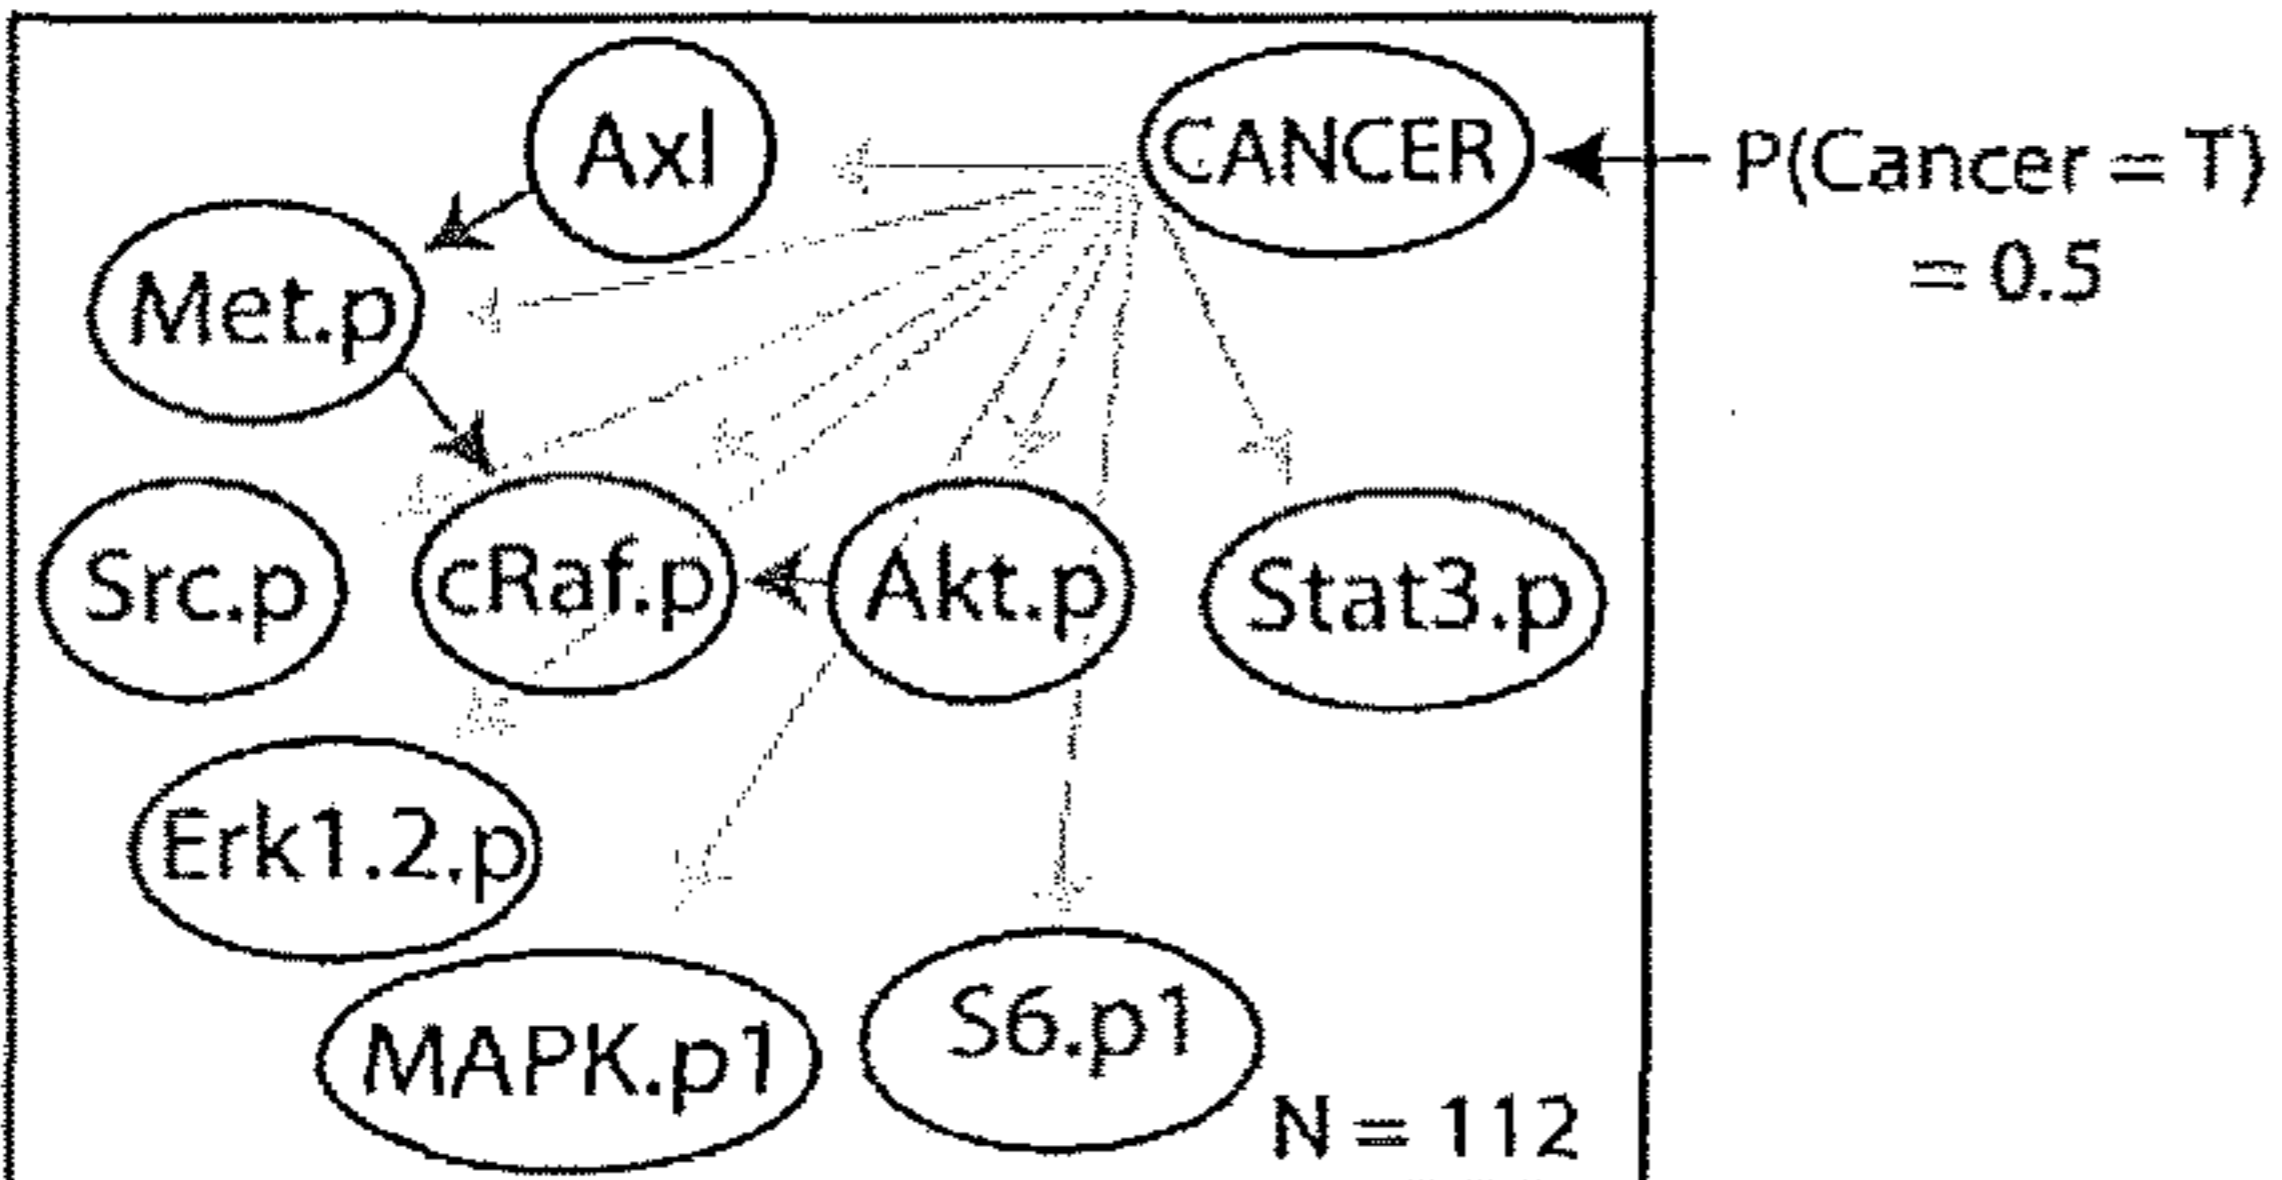 Axl
CANCER
P(Cancer = T)
= 0.5
Met.p
Src.p
cRaf.p
Akt.p
Stat3.p
Erk1.2.p
MAPK.p1
S6.p1
N = 112